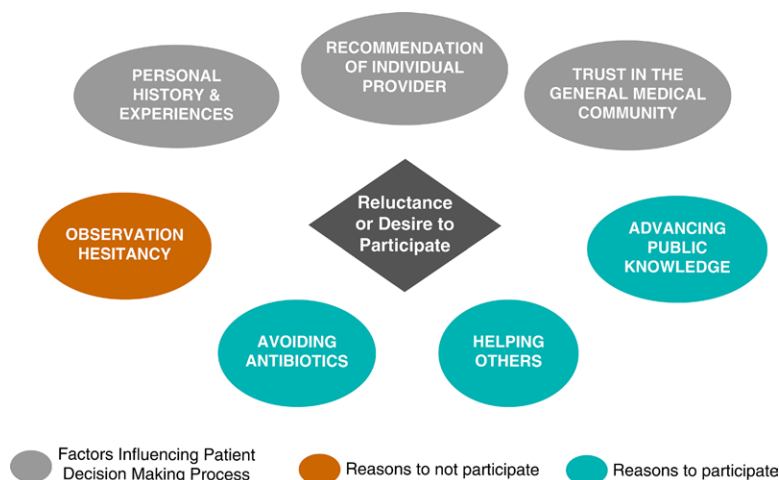 RECOMMENDATION
OF INDIVIDUAL
PROVIDER
PERSONAL
HISTORY &
EXPERIENCES
TRUST IN THE
GENERAL MEDICAL
COMMUNITY
Reluctance
or Desire to
Participate
OBSERVATION
HESITANCY
ADVANCING
PUBLIC
KNOWLEDGE
AVOIDING
ANTIBIOTICS
HELPING
OTHERS
Factors Influencing Patient
Decision Making Process
Reasons to not participate
Reasons to participate